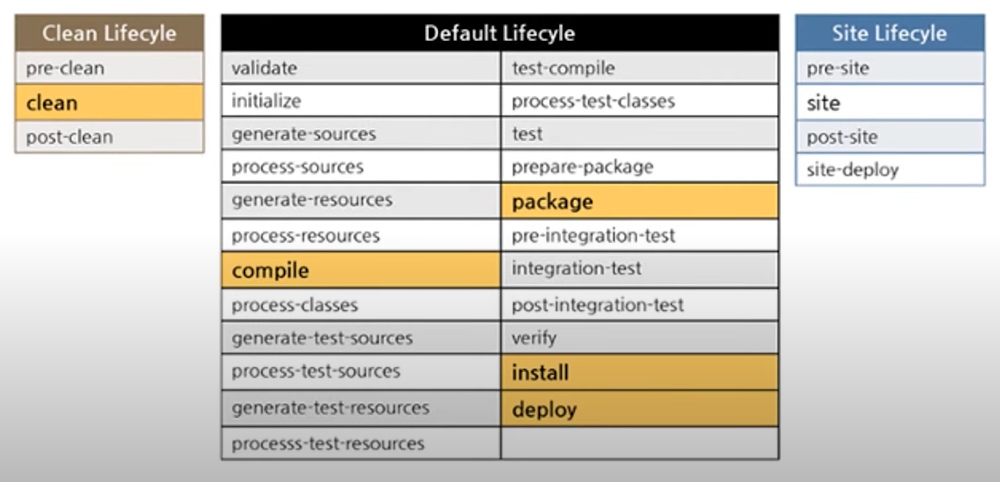 Clean Lifecyle
pre-clean
clean
post-clean
Default Lifecyle
validate
initialize
generate-sources
process-sources
generate-resources
process-resources
compile
process-classes
generate-test-sources
process-test-sources
generate-test-resources
processs-test-resources
test-compile
process-test-classes
test
prepare-package
package
pre-integration-test
integration-test
post-integration-test
verify
install
deploy
Site Lifecyle
pre-site
site
post-site
site-deploy